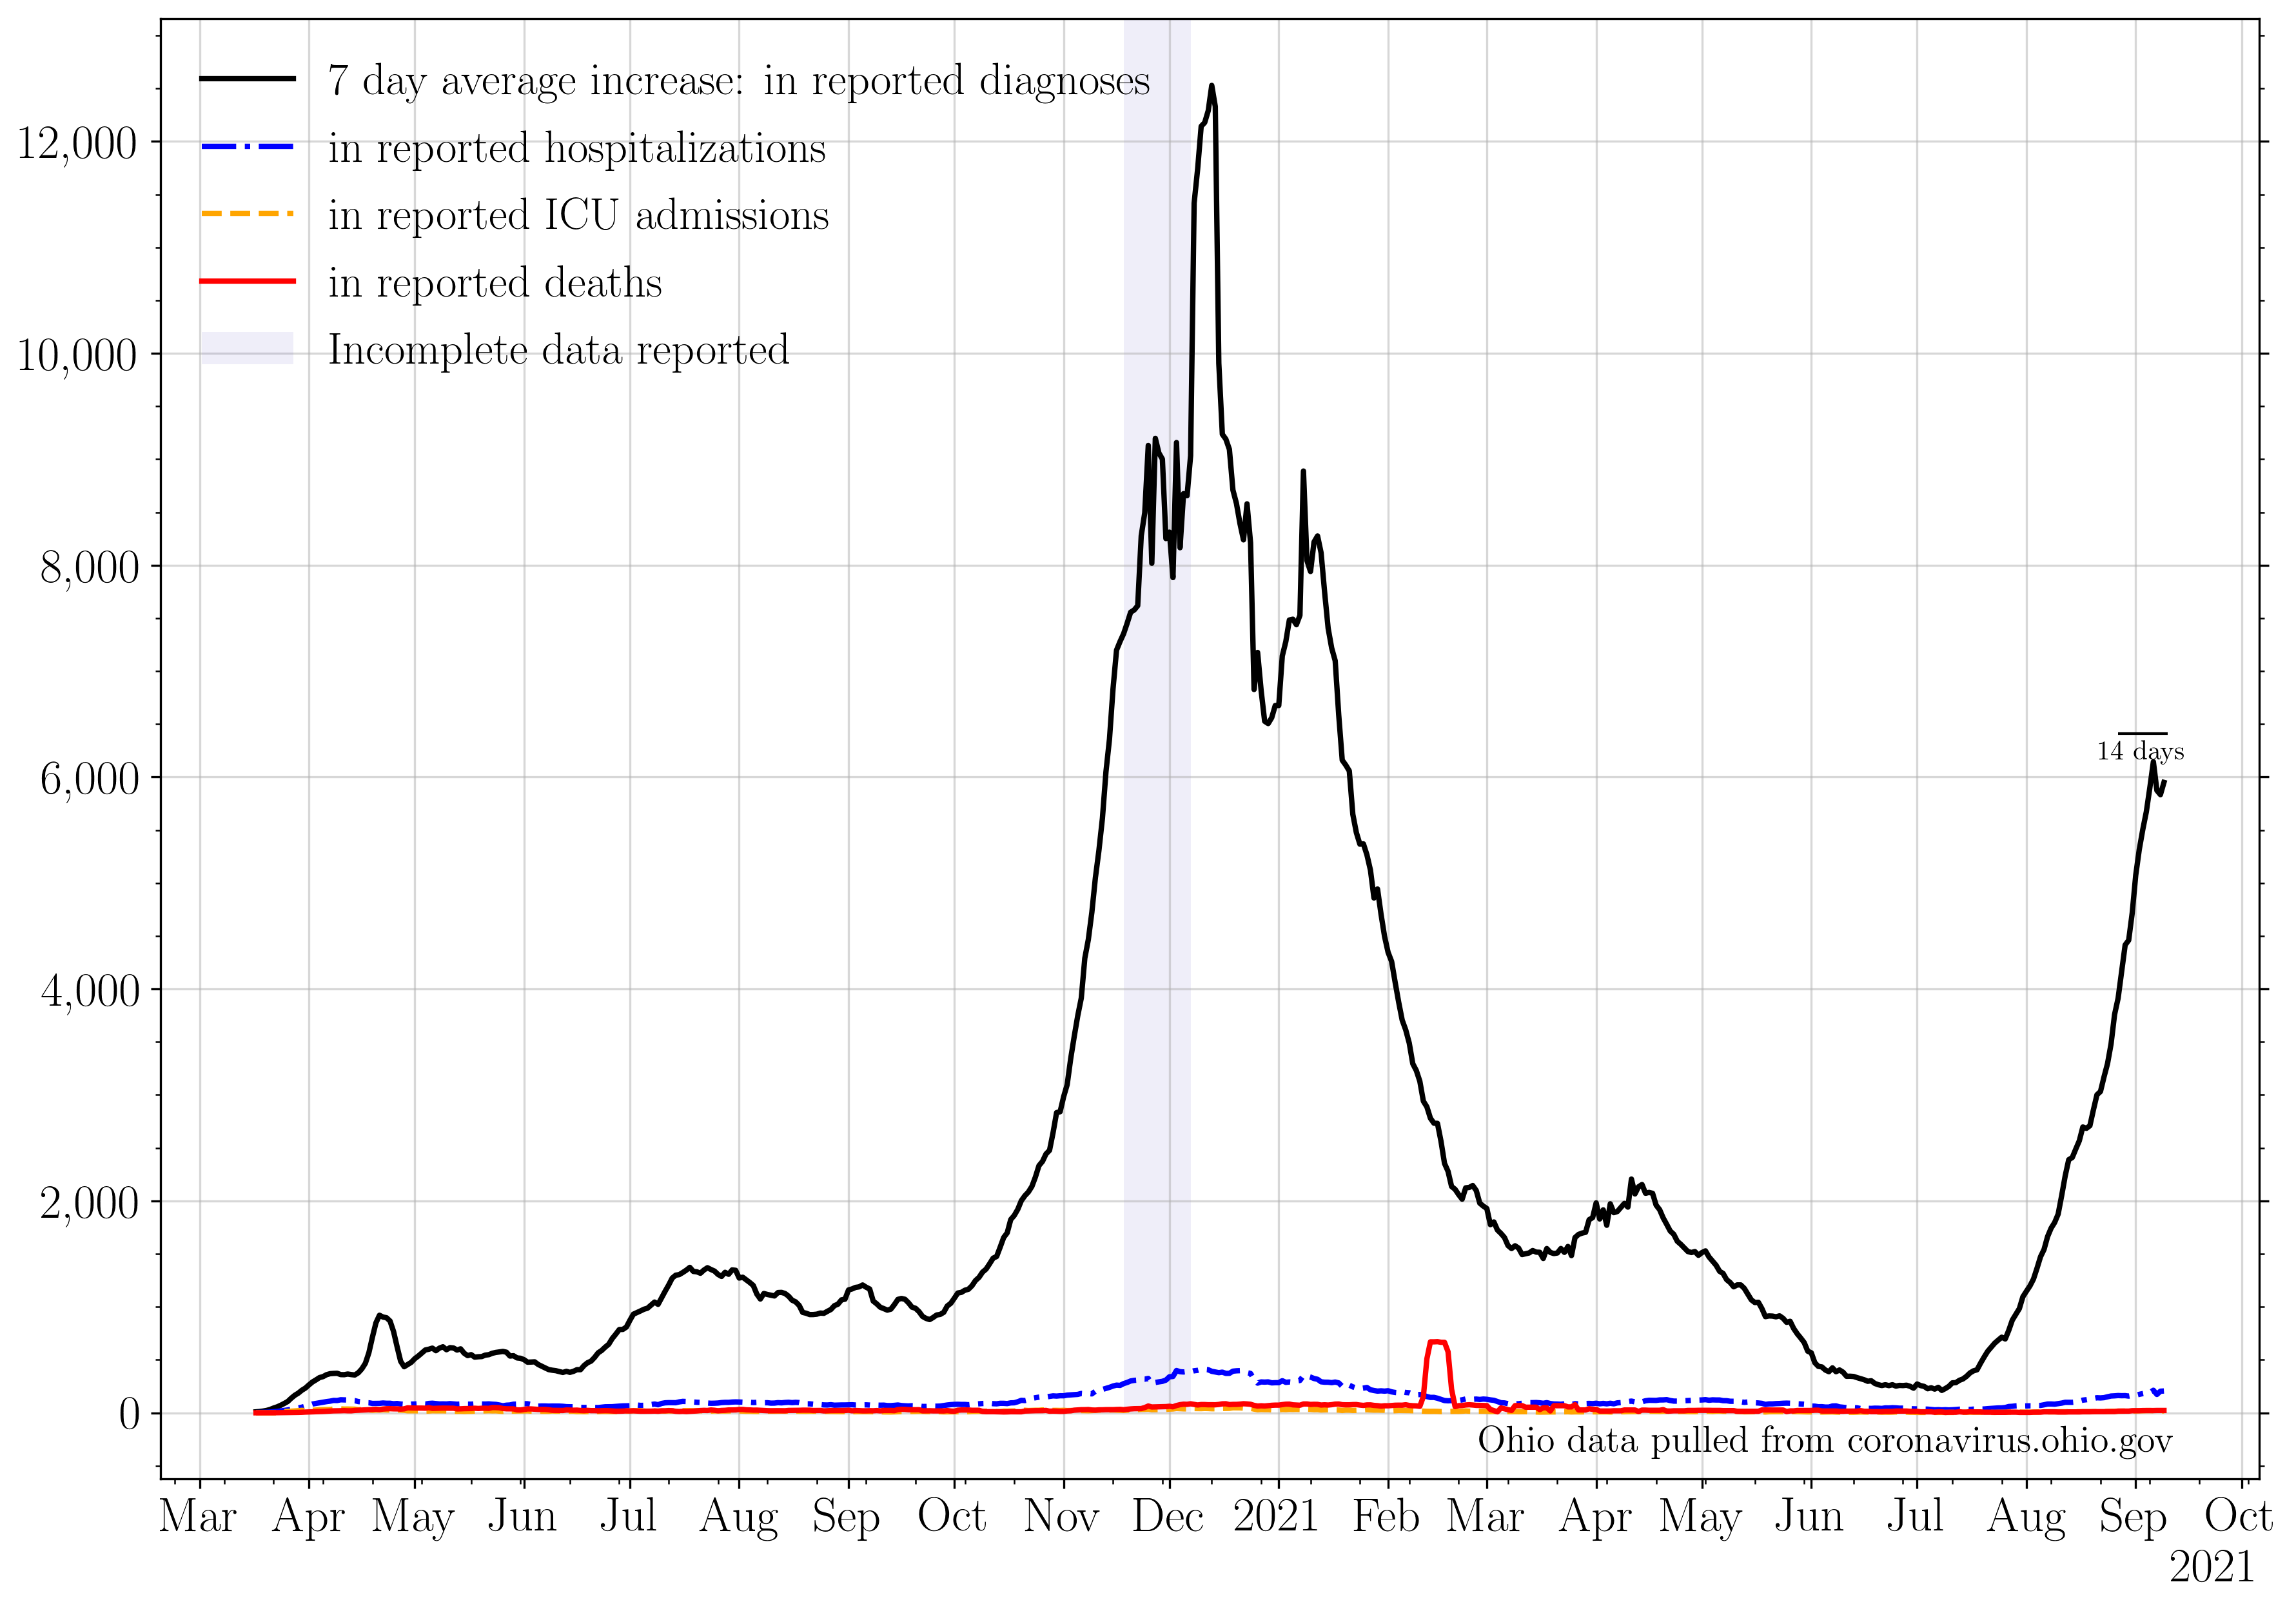 7 day average increase: in reported diagnoses
in reported hospitalizations
in reported ICU admissions
in reported deaths
Incomplete data reported
12,000
10,000
8,000
6,000
4,000
2,000
0
14 days
Ohio data pulled from coronavirus.ohio.gov
Mar Apr May Jun Jul Aug Sep Oct Nov Dec 2021 Feb Mar Apr May Jun Jul Aug Sep Oct
2021